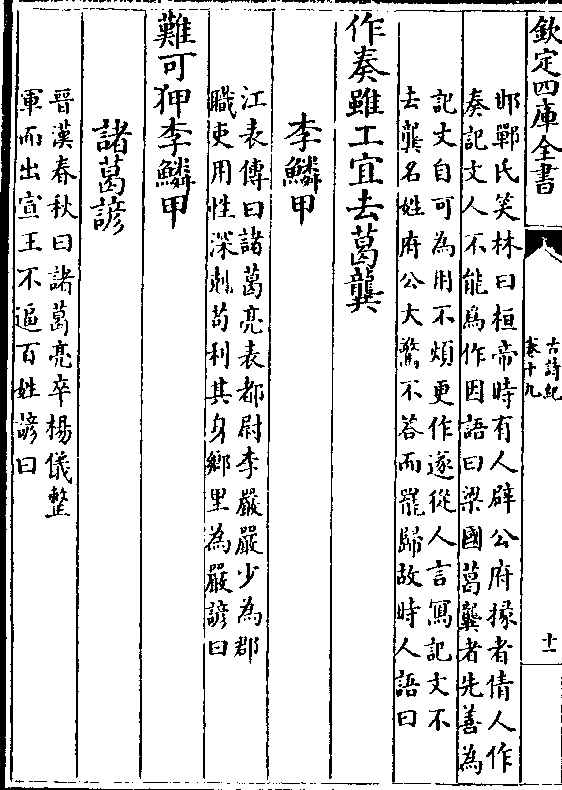 欽定四庫全書
古詩紀
卷十九
十一
邯鄲氏笑林曰桓帝時有人辟公府掾者倩人作
奏記文人不能為作因語曰梁國葛龔者先善為
記文自可為用不煩更作遂從人言寫記文不
去龔名姓府公大驚不答而罷歸故時人語曰
作奏雖工宜去葛龔
李鱗甲
江表傳曰諸葛亮表都尉李嚴嚴少為郡
職吏用性深剋苟利其身鄉里為嚴諺曰
難可狎李鱗甲
諸葛諺
晉漢春秋曰諸葛亮卒楊儀整
軍而出宣王不逼百姓諺曰